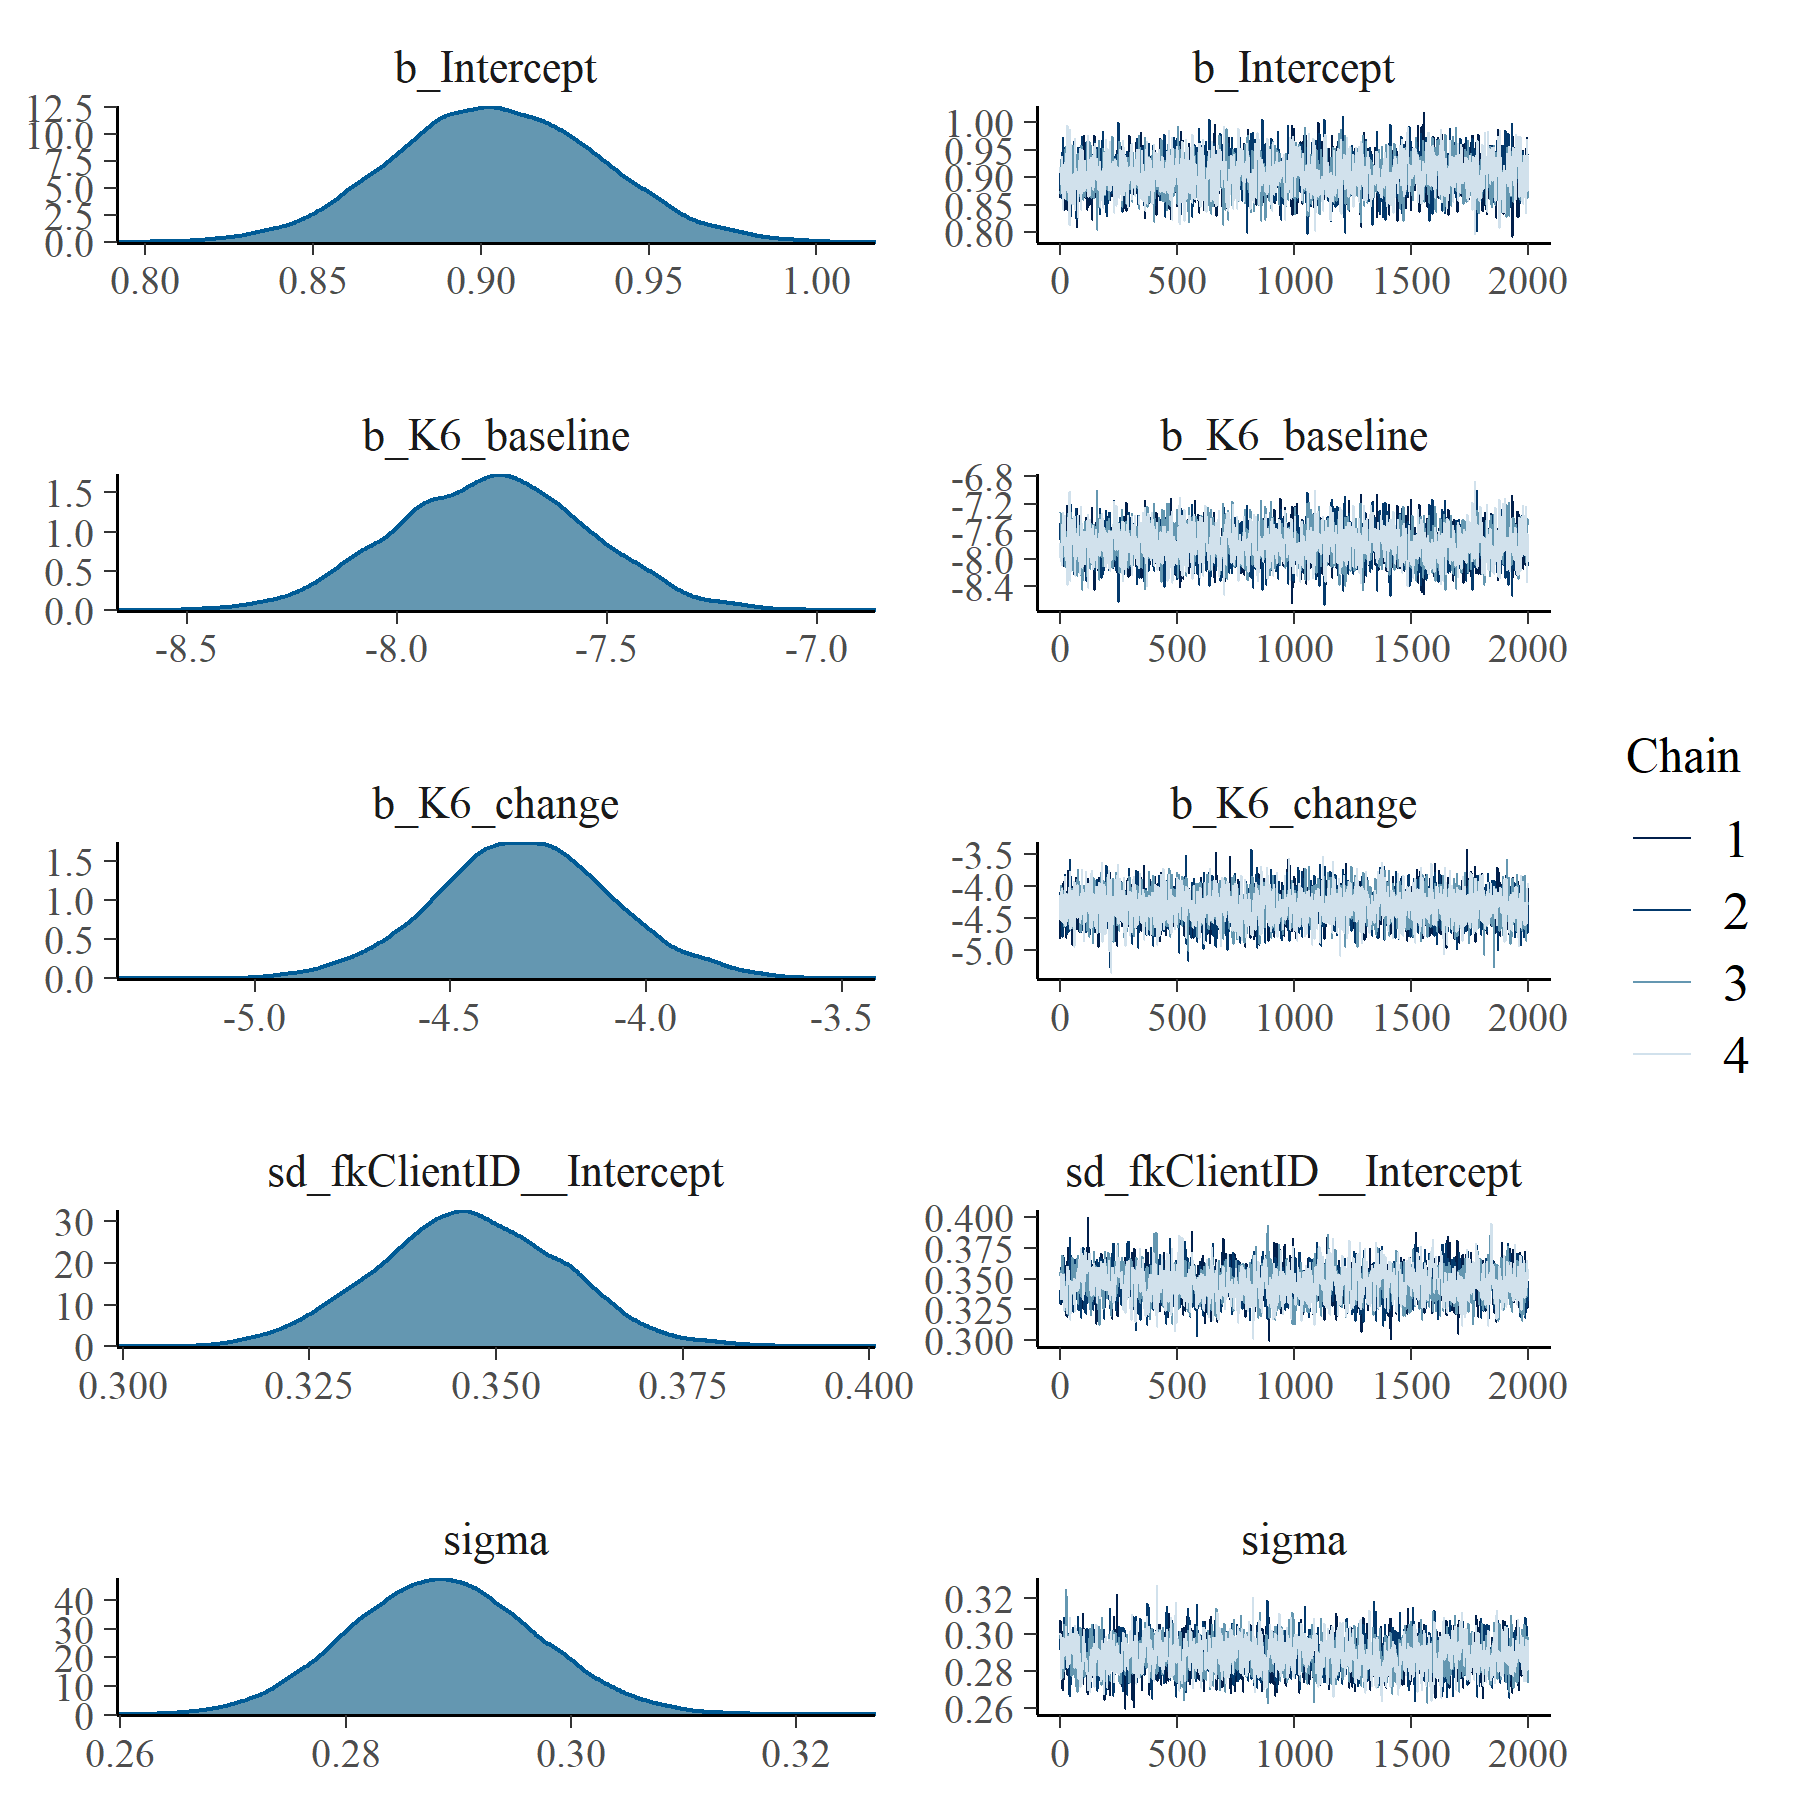 b_Intercept
12.5
10.0
7.5
5.0
2.5
0.0
0.80 0.85 0.90 0.95 1.00
b_Intercept
1.00
0.95
0.90
0.85
0.80
0 500 1000 1500 2000
b_K6_baseline
1.5
1.0
0.5
0.0
-8.5 -8.0 -7.5 -7.0
b_K6_baseline
-6.8
-7.2
-7.6
-8.0
-8.4
0 500 1000 1500 2000
b_K6_change
1.5
1.0
0.5
0.0
-5.0 -4.5 -4.0 -3.5
b_K6_change
-3.5
-4.0
-4.5
-5.0
0 500 1000 1500 2000
sd_fkClientID__Intercept
30
20
10
0
0.300 0.325 0.350 0.375 0.400
sd_fkClientID__Intercept
0.400
0.375
0.350
0.325
0.300
0 500 1000 1500 2000
sigma
40
30
20
10
0
0.26 0.28 0.30 0.32
sigma
0.32
0.30
0.28
0.26
0 500 1000 1500 2000
Chain
1
2
3
4